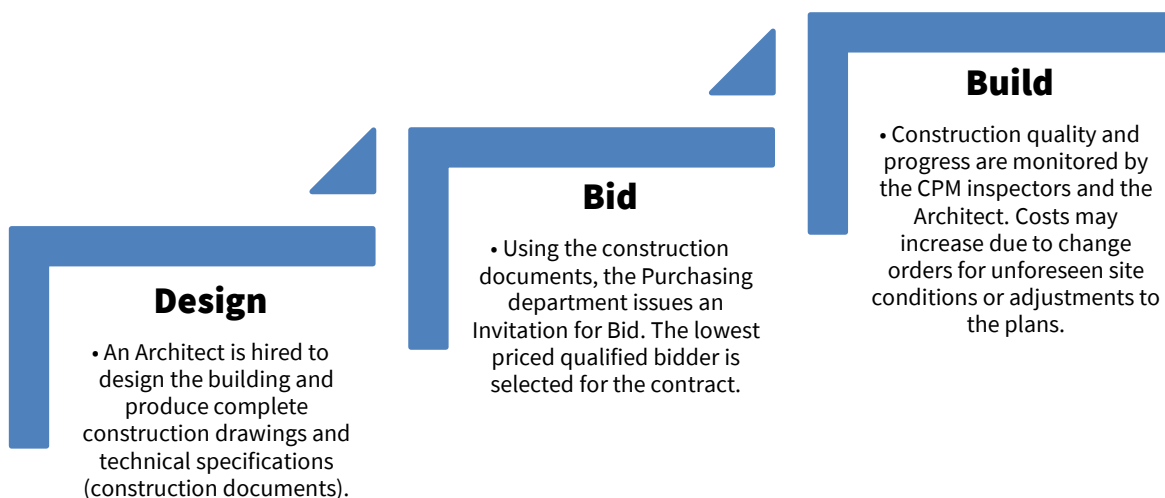 Design
• An Architect is hired to
design the building and
produce complete
construction drawings and
technical specifications
(construction documents).
Bid
• Using the construction
documents, the Purchasing
department issues an
Invitation for Bid. The lowest
priced qualified bidder is
selected for the contract.
Build
• Construction quality and
progress are monitored by
the CPM inspectors and the
Architect. Costs may
increase due to change
orders for unforeseen site
conditions or adjustments to
the plans.